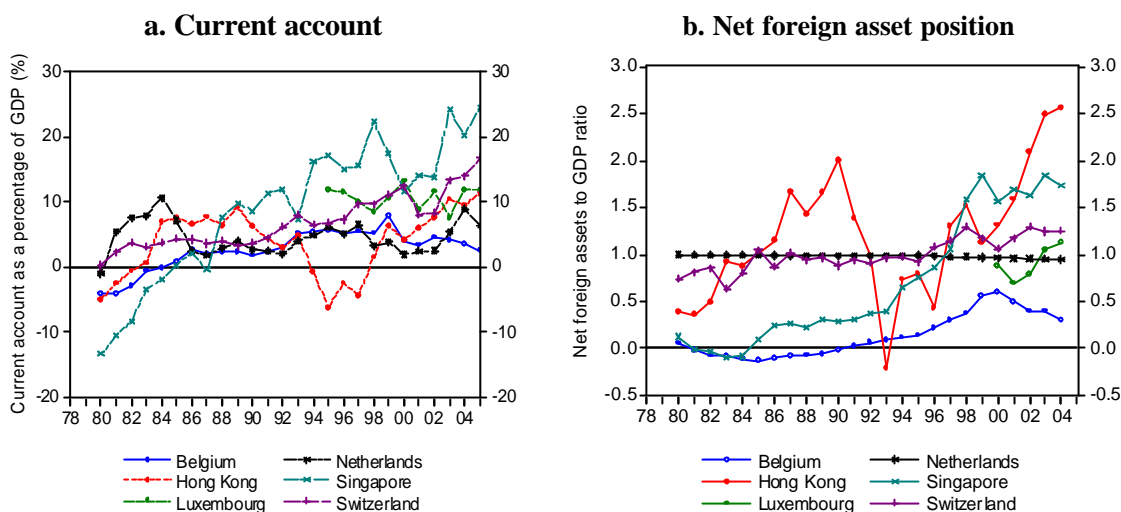 a. Current account
Current account as a percentage of GDP (%)
30 30
20 20
10 10
0 0
-10 -10
-20 -20
78 80 82 84 86 88 90 92 94 96 98 00 02 04
Belgium Netherlands
Hong Kong Singapore
Luxembourg Switzerland
b. Net foreign asset position
Net foreign assets to GDP ratio
3.0 3.0
2.5 2.5
2.0 2.0
1.5 1.5
1.0 1.0
0.5 0.5
0.0 0.0
-0.5 -0.5
78 80 82 84 86 88 90 92 94 96 98 00 02 04
Belgium Netherlands
Hong Kong Singapore
Luxembourg Switzerland